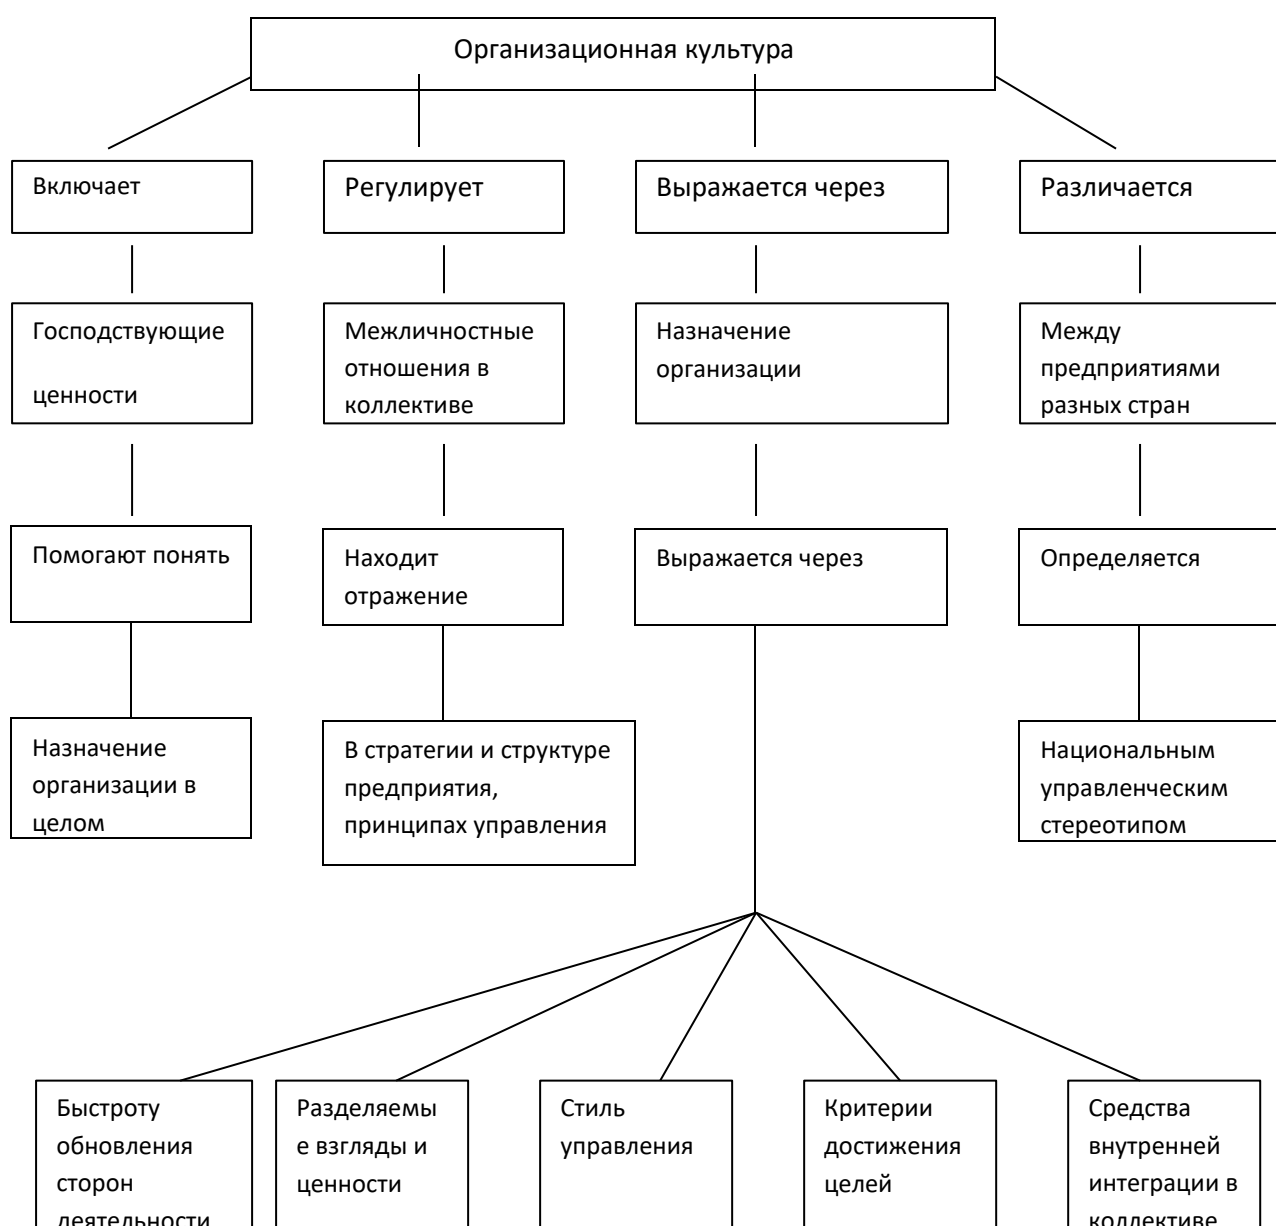 Организационная культура
Включает
Регулирует
Выражается через
Различается
Господствующие
ценности
Межличностные
отношения в
коллективе
Назначение
организации
Между
предприятиями
разных стран
Помогают понять
Находит
отражение
Выражается через
Определяется
Назначение
организации в
целом
В стратегии и структуре
предприятия,
принципах управления
Национальным
управленческим
стереотипом
Быстроту
обновления
сторон
деятельности
Разделяемы
е взгляды и
ценности
Стиль
управления
Критерии
достижения
целей
Средства
внутренней
интеграции в
коллективе